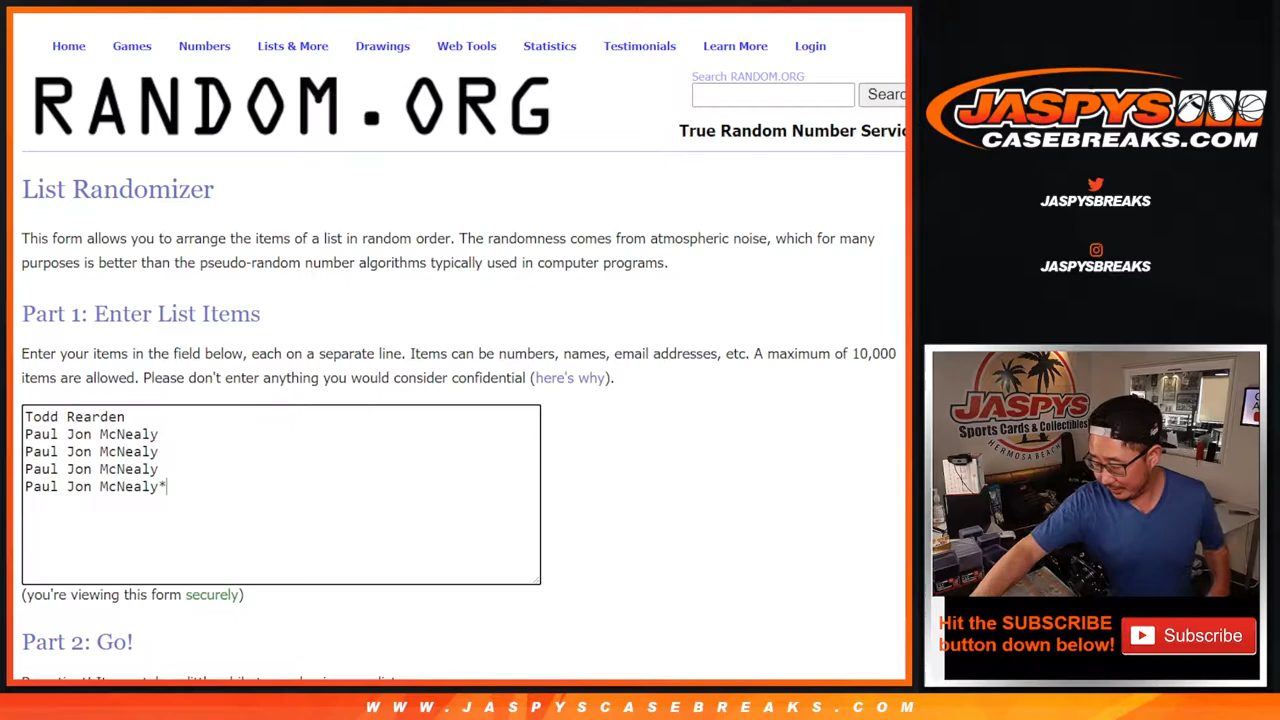 Home Games Numbers Lists & More Drawings Web Tools Statistics Testimonials Learn More Login
RANDOM.ORG
Search RANDOM.ORG
True Random Number
List Randomizer
This form allows you to arrange the items of a list in random order. The randomness comes from atmospheric noise, which for many
purposes is better than the pseudo-random number algorithms typically used in computer programs.
Part 1: Enter List Items
Enter your items in the field below, each on a separate line. Items can be numbers, names, email addresses, etc. A maximum of 10,000
items are allowed. Please don't enter anything you would consider confidential (here's why).
Todd Rearden
Paul Jon McNealy
Paul Jon McNealy
Paul Jon McNealy
Paul Jon McNealy*
(you're viewing this form securely)
Part 2: Go!
JASPYS
CASEBREAKS.COM
JASPYSBREAKS
JASPYSBREAKS
JASPYS
Sports Cards & Collectibles
HERMOSA BEACH
Hit the SUBSCRIBE
button down below!
Subscribe
WWW.JASPYSCASEBREAKS.COM